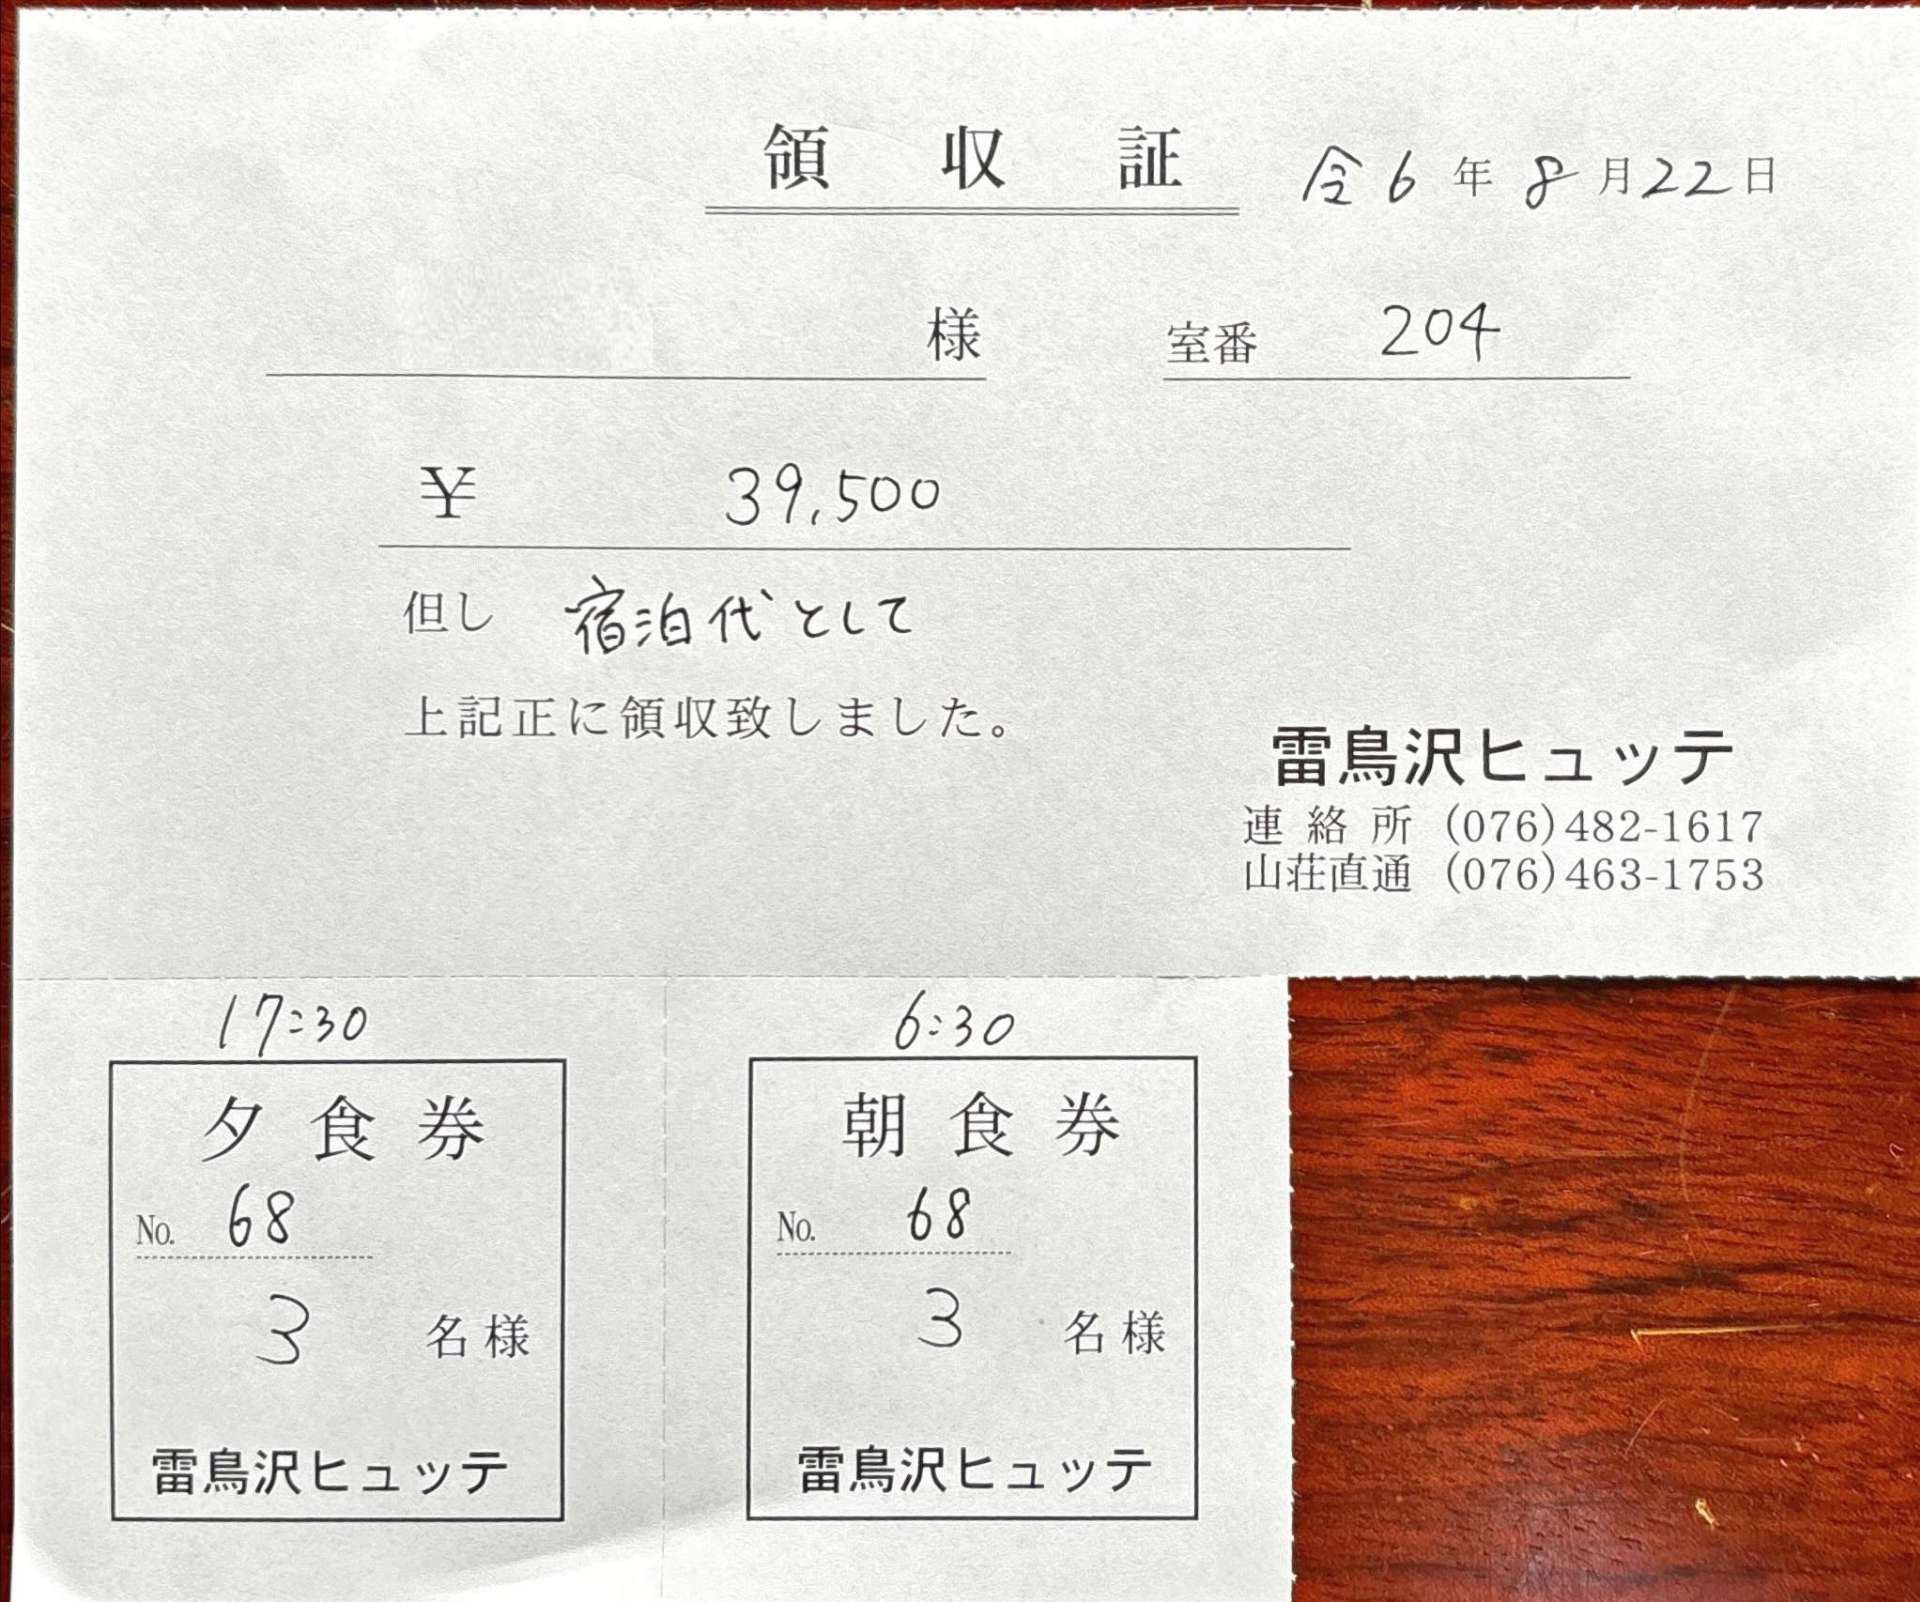 領収証 令6年8月22日
様 室番 204
¥ 39,500
但し 宿泊代として
上記正に領収致しました。
雷鳥沢ヒュッテ
連絡所 (076)482-1617
山荘直通 (076)463-1753
17:30
夕食券
No. 68
3 名様
雷鳥沢ヒュッテ
6:30
朝食券
No. 68
3 名様
雷鳥沢ヒュッテ